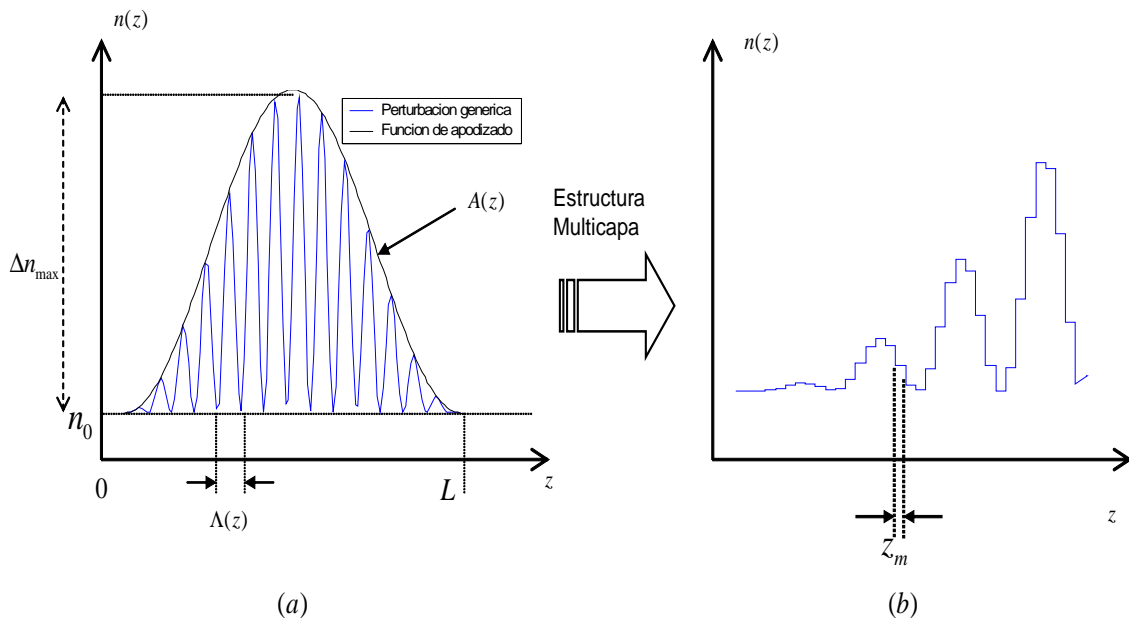 n(z)
Perturbacion generica
Funcion de apodizado
A(z)
Δn_max
n_0
0
L
z
Λ(z)
(a)
Estructura
Multicapa
n(z)
z
z_m
(b)